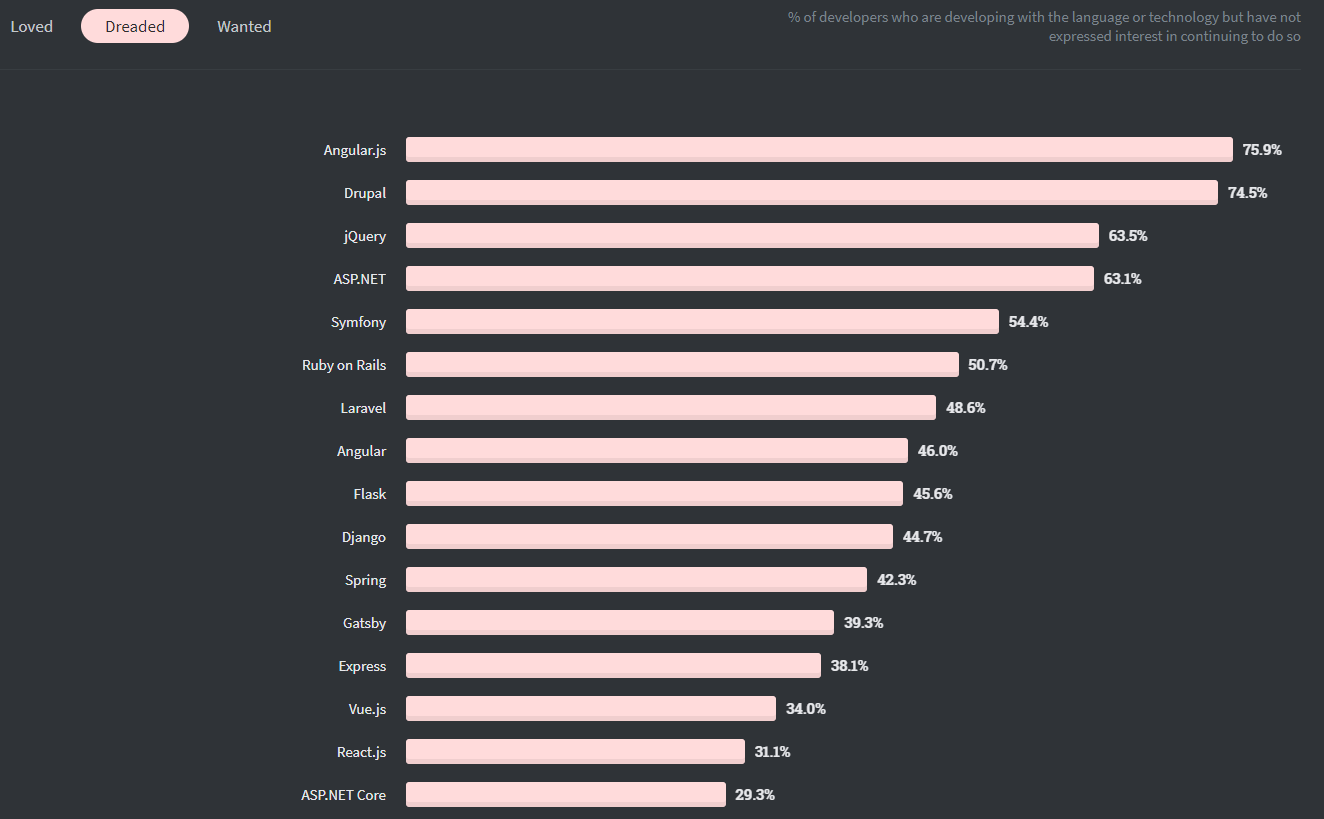 Loved Dreaded Wanted
% of developers who are developing with the language or technology but have not
expressed interest in continuing to do so
Angular.js 75.9%
Drupal 74.5%
jQuery 63.5%
ASP.NET 63.1%
Symfony 54.4%
Ruby on Rails 50.7%
Laravel 48.6%
Angular 46.0%
Flask 45.6%
Django 44.7%
Spring 42.3%
Gatsby 39.3%
Express 38.1%
Vue.js 34.0%
React.js 31.1%
ASP.NET Core 29.3%